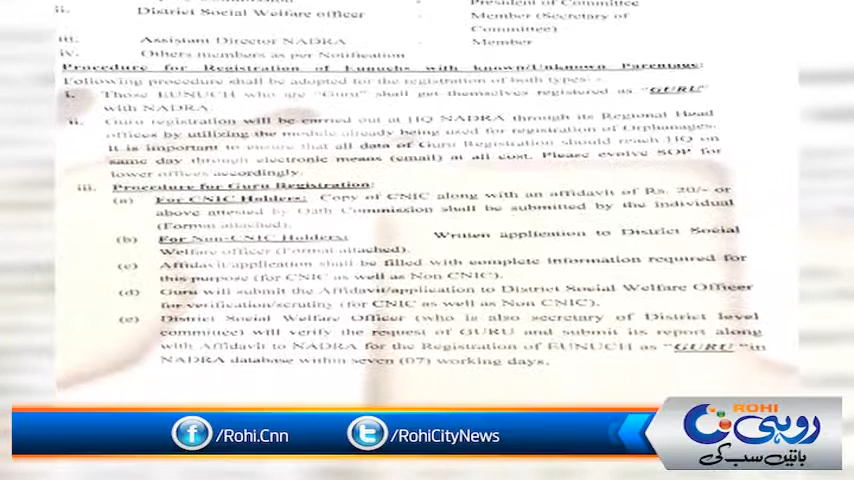 President of Committee
ii. District Social Welfare officer - Member (Secretary of
Committee)
iii. Assistant Director NADRA - Member
iv. Others members as per Notification
Procedure for Registration of Eunuchs with known/Unknown Parentage:
Following procedure shall be adopted for the registration of both types: -
i. Those EUNUCH who are "Guru" shall get themselves registered as "GURU"
with NADRA.
ii. Guru registration will be carried out at HQ NADRA through its Regional Head
offices by utilizing the module already being used for registration of Orphanages.
It is important to ensure that all data of Guru Registration should reach HQ on
same day through electronic means (email) at all cost. Please evolve SOP for
lower offices accordingly.
iii. Procedure for Guru Registration:
(a) For CNIC Holders: Copy of CNIC along with an affidavit of Rs. 20/- or
above attested by Oath Commission shall be submitted by the individual
(Format attached).
(b) For Non-CNIC Holders: Written application to District Social
Welfare officer (Format attached).
(c) Affidavit/application shall be filled with complete information required for
this purpose (for CNIC as well as Non CNIC).
(d) Guru will submit the Affidavit/application to District Social Welfare Officer
for verification/scrutiny (for CNIC as well as Non CNIC).
(e) District Social Welfare Officer (who is also secretary of District level
committee) will verify the request of GURU and submit its report along
with Affidavit to NADRA for the Registration of EUNUCH as "GURU "in
NADRA database within seven (07) working days.
/Rohi.Cnn
/RohiCityNews
ROHI
روہی
باتیں سب کی